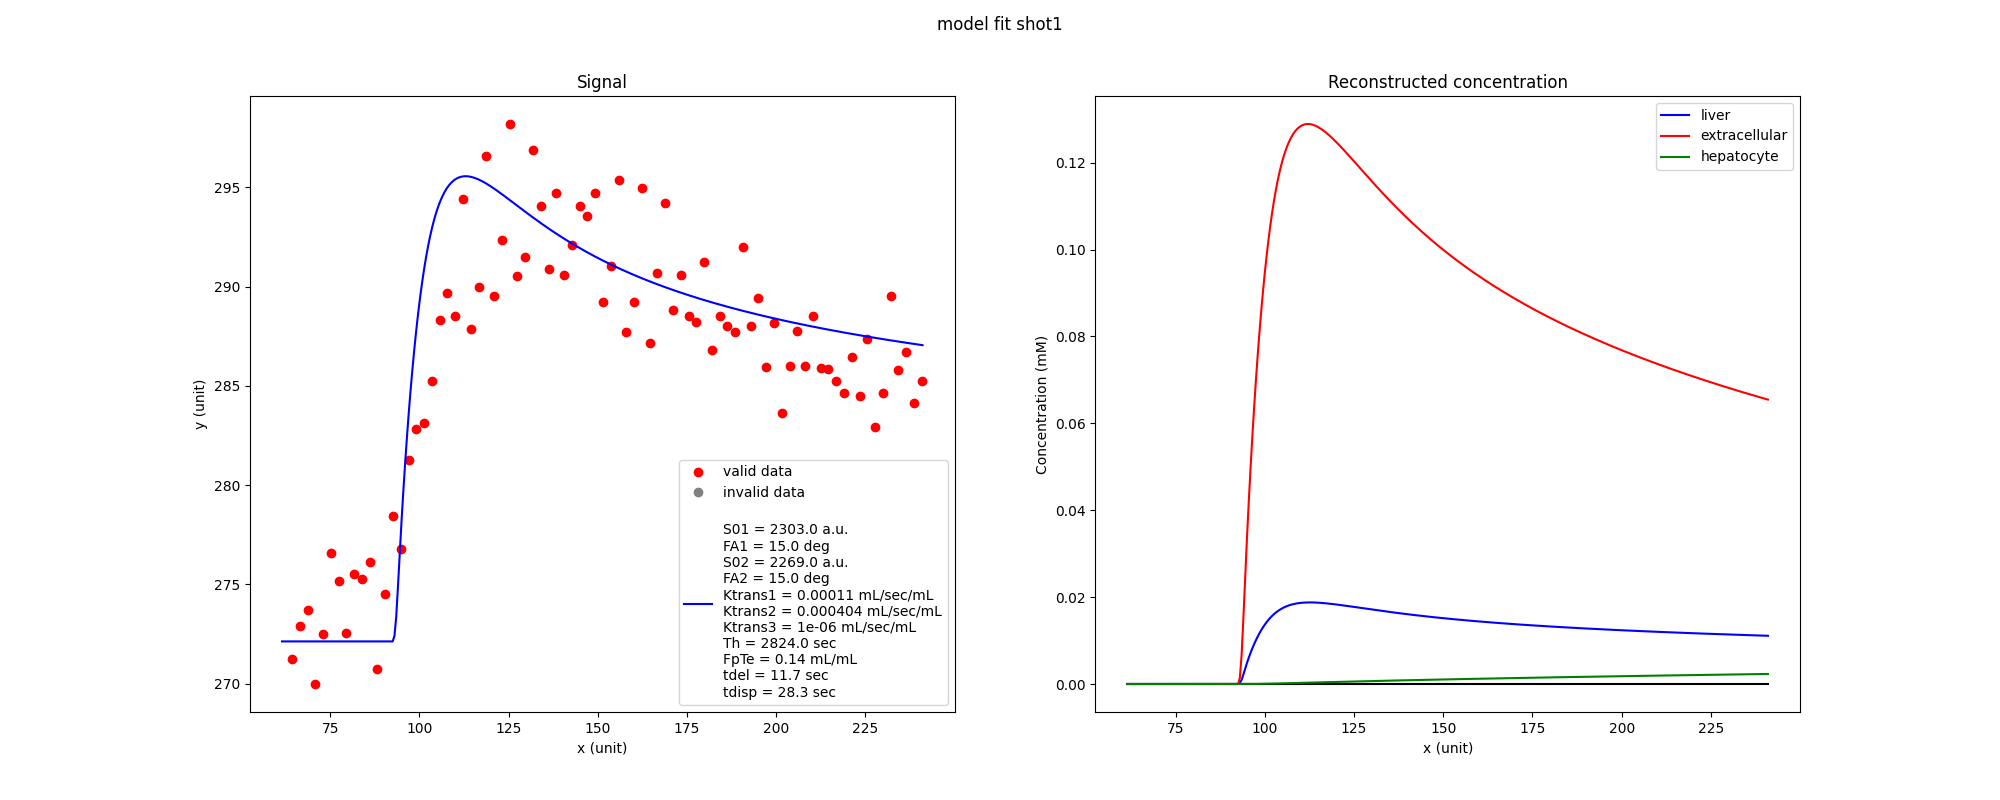 model fit shot1
Signal
y (unit)
295
290
285
280
275
270
75 100 125 150 175 200 225
x (unit)
valid data
invalid data
S01 = 2303.0 a.u.
FA1 = 15.0 deg
S02 = 2269.0 a.u.
FA2 = 15.0 deg
Ktrans1 = 0.00011 mL/sec/mL
Ktrans2 = 0.000404 mL/sec/mL
Ktrans3 = 1e-06 mL/sec/mL
Th = 2824.0 sec
FpTe = 0.14 mL/mL
tdel = 11.7 sec
tdisp = 28.3 sec
Reconstructed concentration
Concentration (mM)
0.12
0.10
0.08
0.06
0.04
0.02
0.00
75 100 125 150 175 200 225
x (unit)
liver
extracellular
hepatocyte